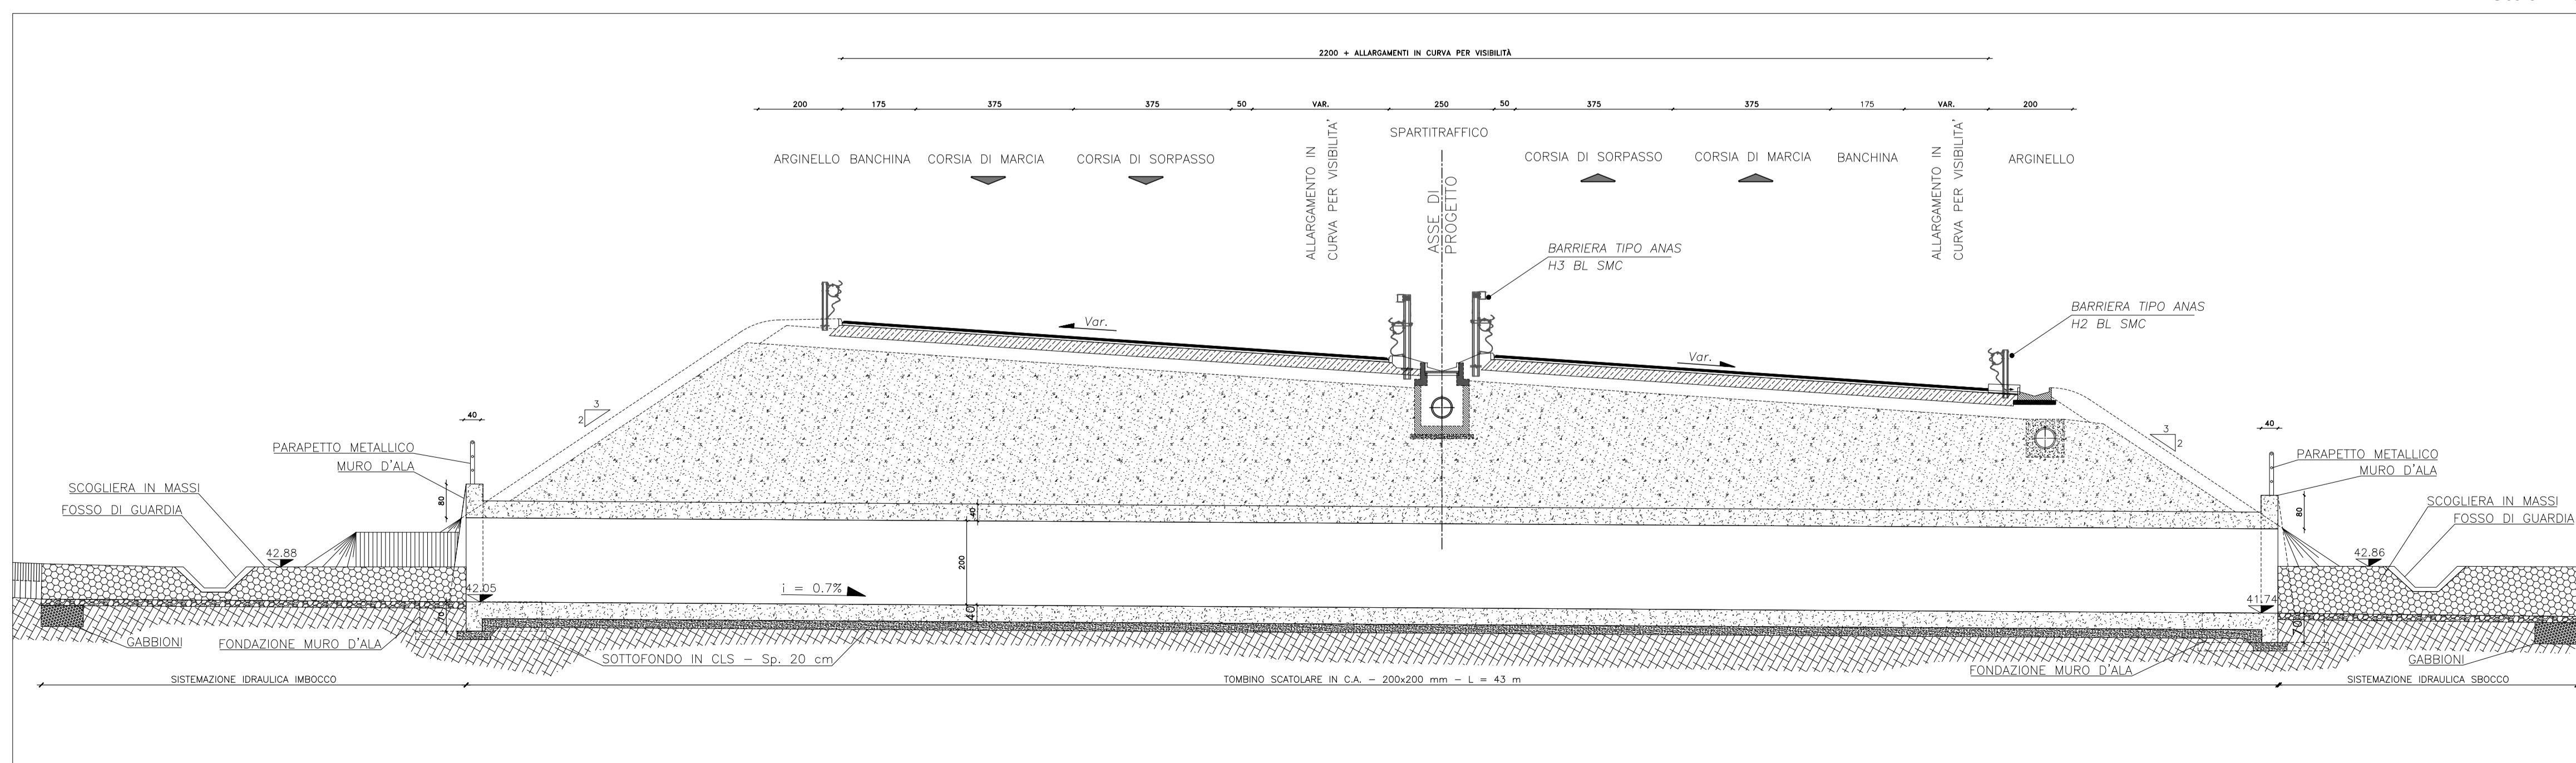 2200 + ALLARGAMENTI IN CURVA PER VISIBILITÀ
200 175 375 375 50 VAR. 250 50 375 375 175 VAR. 200
SPARTITRAFFICO
ARGINELLO BANCHINA CORSIA DI MARCIA CORSIA DI SORPASSO
ALLARGAMENTO IN
CURVA PER VISIBILITA'
ASSE DI
PROGETTO
CORSIA DI SORPASSO CORSIA DI MARCIA BANCHINA
ALLARGAMENTO IN
CURVA PER VISIBILITA'
ARGINELLO
BARRIERA TIPO ANAS
H3 BL SMC
BARRIERA TIPO ANAS
H2 BL SMC
Var.
Var.
3
2
3
2
40
40
PARAPETTO METALLICO
MURO D'ALA
SCOGLIERA IN MASSI
FOSSO DI GUARDIA
80
42.88
42.05
70
40
200
40
i = 0.7%
PARAPETTO METALLICO
MURO D'ALA
SCOGLIERA IN MASSI
FOSSO DI GUARDIA
80
42.86
41.74
70
GABBIONI
FONDAZIONE MURO D'ALA
SOTTOFONDO IN CLS - Sp. 20 cm
FONDAZIONE MURO D'ALA
GABBIONI
SISTEMAZIONE IDRAULICA IMBOCCO
TOMBINO SCATOLARE IN C.A. - 200x200 mm - L = 43 m
SISTEMAZIONE IDRAULICA SBOCCO